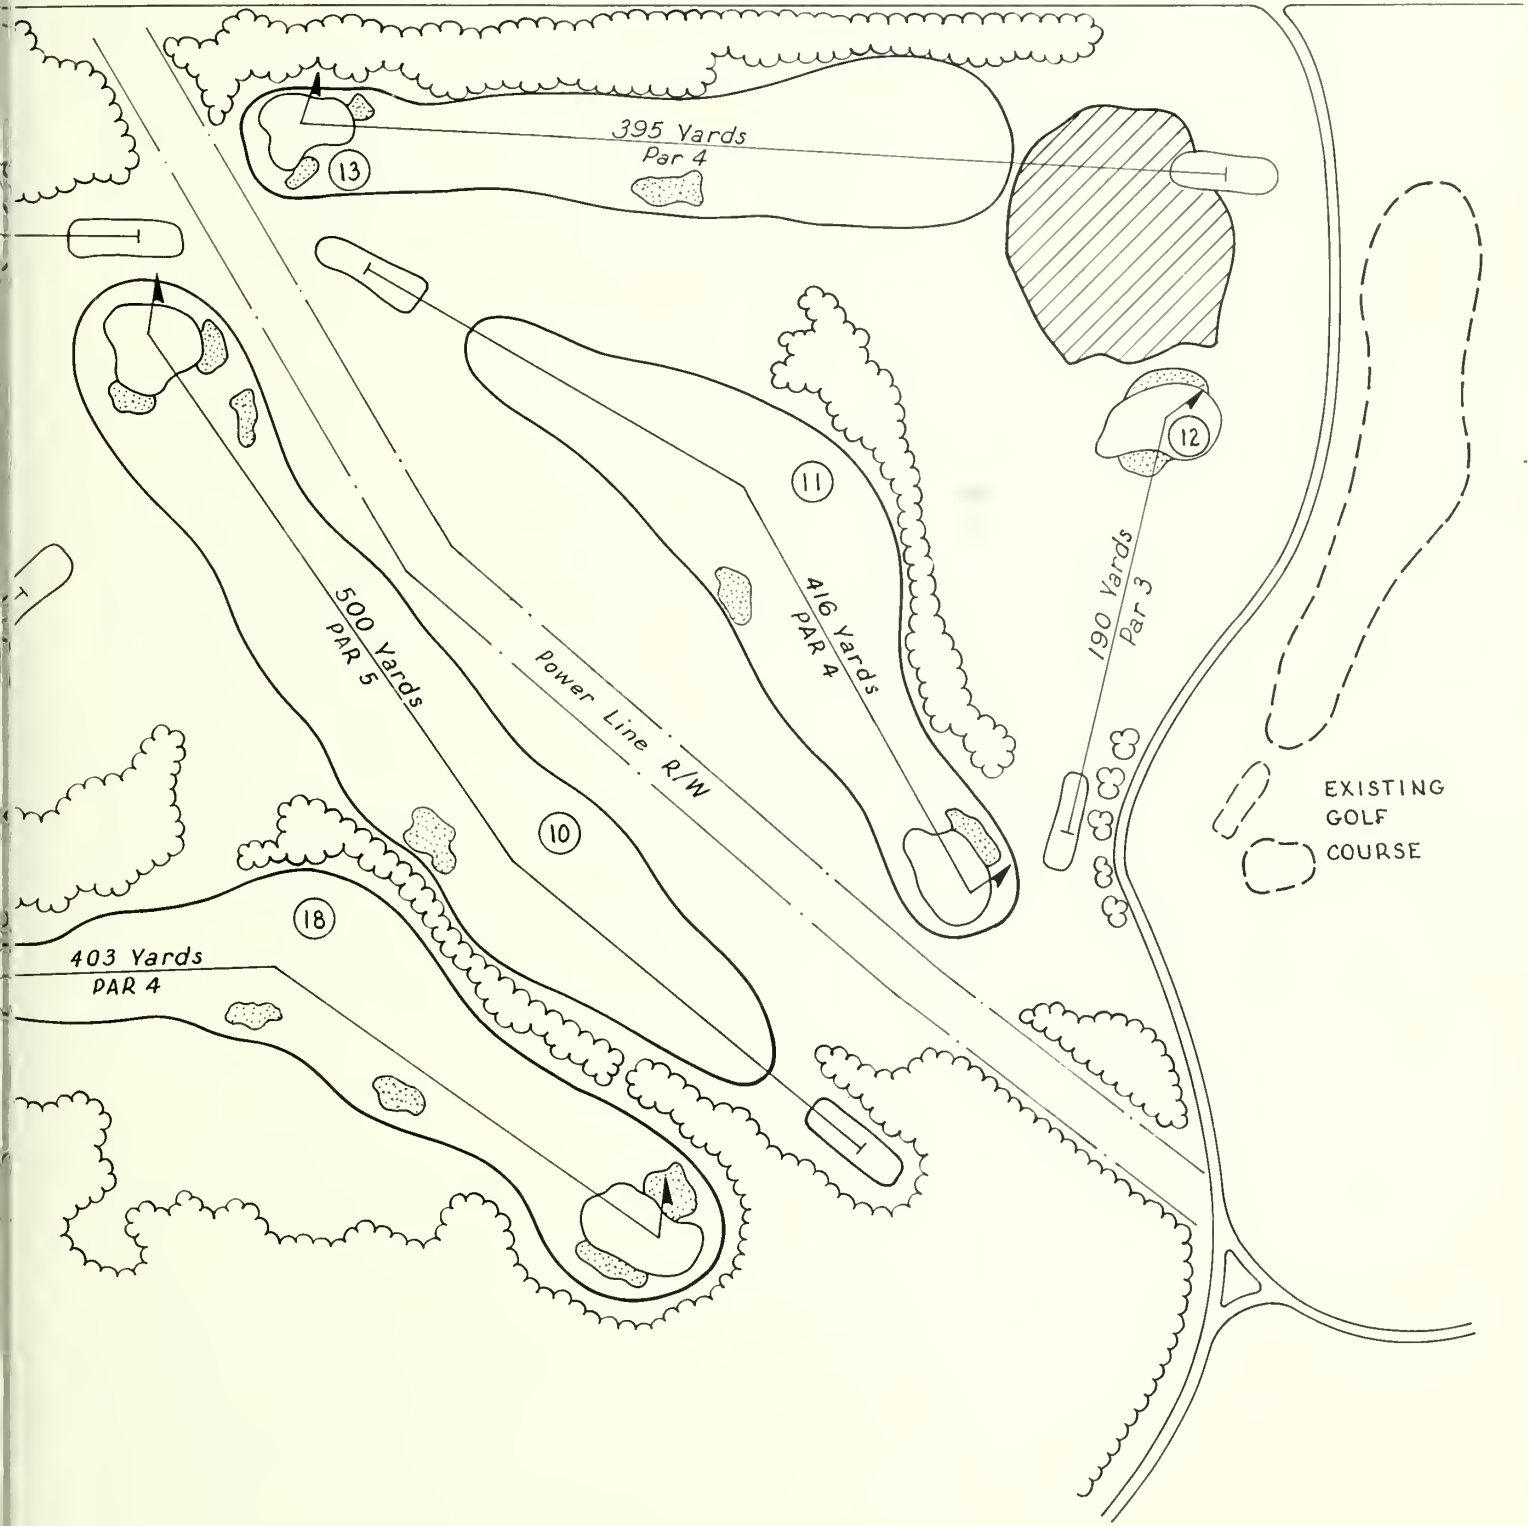 395 Yards
Par 4
13
11
12
190 Yards
Par 3
416 Yards
PAR 4
500 Yards
PAR 5
Power Line R/W
10
EXISTING
GOLF
COURSE
18
403 Yards
PAR 4